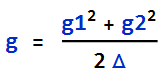 g = (g1² + g2²) / (2 Δ)